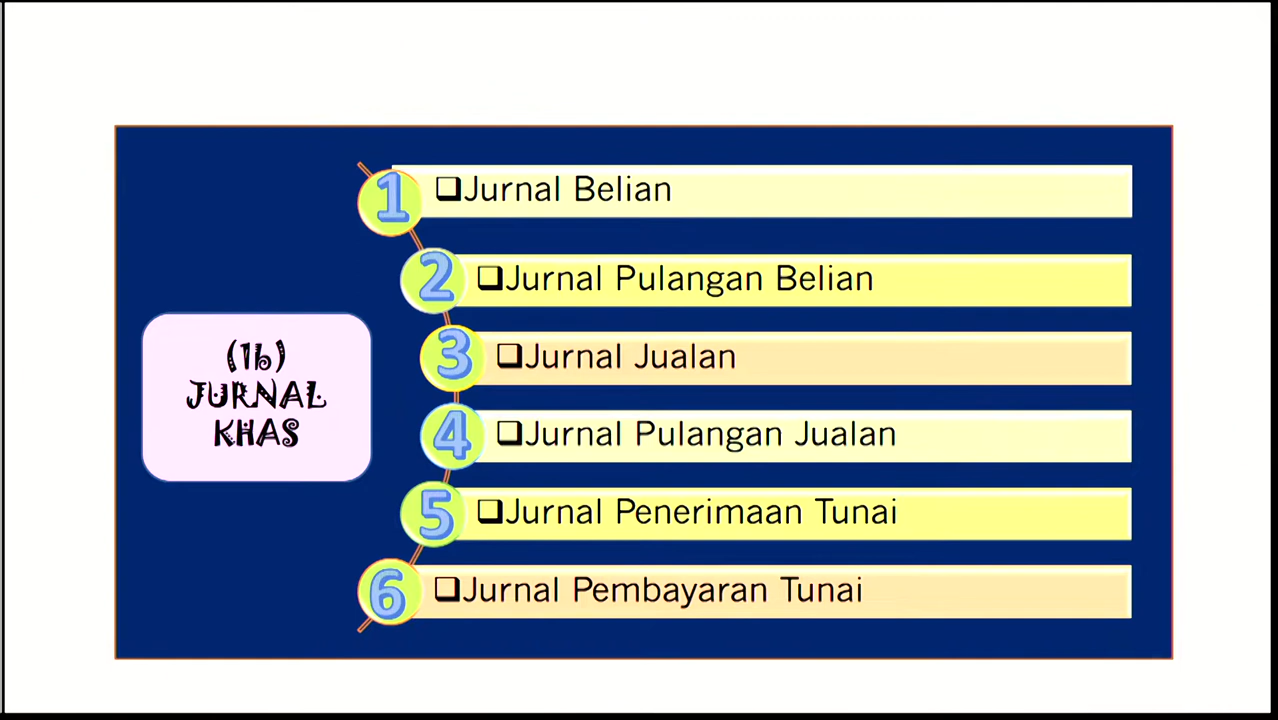 1 ❑Jurnal Belian
2 ❑Jurnal Pulangan Belian
(1b)
JURNAL
KHAS
3 ❑Jurnal Jualan
4 ❑Jurnal Pulangan Jualan
5 ❑Jurnal Penerimaan Tunai
6 ❑Jurnal Pembayaran Tunai